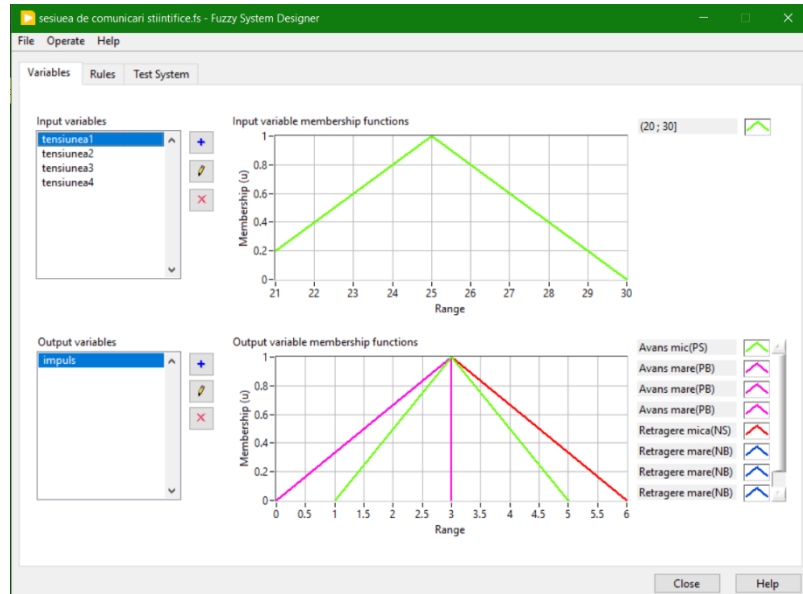 sesiuea de comunicari stiintifice.fs - Fuzzy System Designer
File Operate Help
Variables Rules Test System
Input variables
tensiunea1
tensiunea2
tensiunea3
tensiunea4
Input variable membership functions
Membership (u)
1
0.8
0.6
0.4
0.2
0
21 22 23 24 25 26 27 28 29 30
Range
(20 ; 30]
Output variables
impuls
Output variable membership functions
Membership (u)
1
0.8
0.6
0.4
0.2
0
0 0.5 1 1.5 2 2.5 3 3.5 4 4.5 5 5.5 6
Range
Avans mic(PS)
Avans mare(PB)
Avans mare(PB)
Avans mare(PB)
Retragere mica(NS)
Retragere mare(NB)
Retragere mare(NB)
Retragere mare(NB)
Close Help